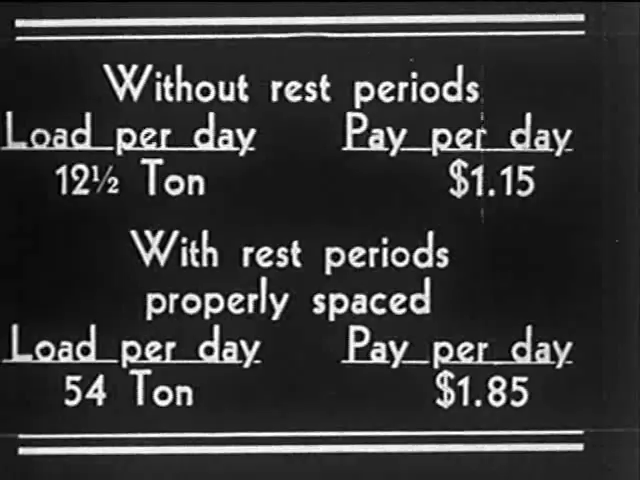 Without rest periods
Load per day Pay per day
12½ Ton $1.15
With rest periods
properly spaced
Load per day Pay per day
54 Ton $1.85